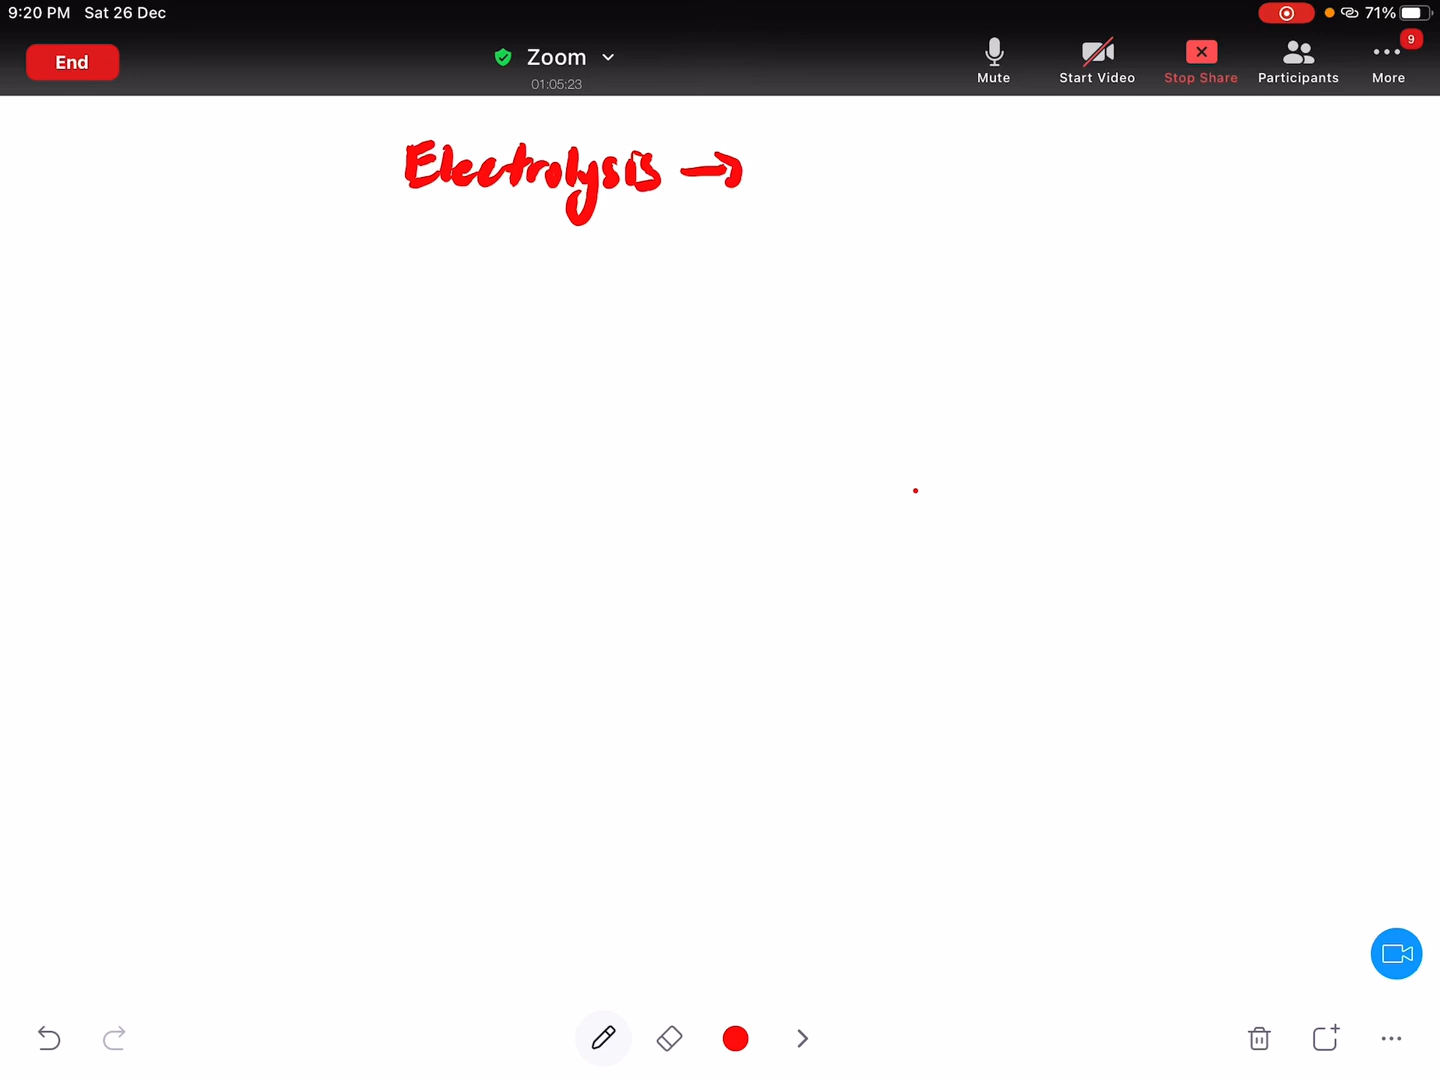 9:20 PM Sat 26 Dec 71%
End
Zoom
01:05:23
Mute
Start Video
Stop Share
Participants
More
9
Electrolysis →